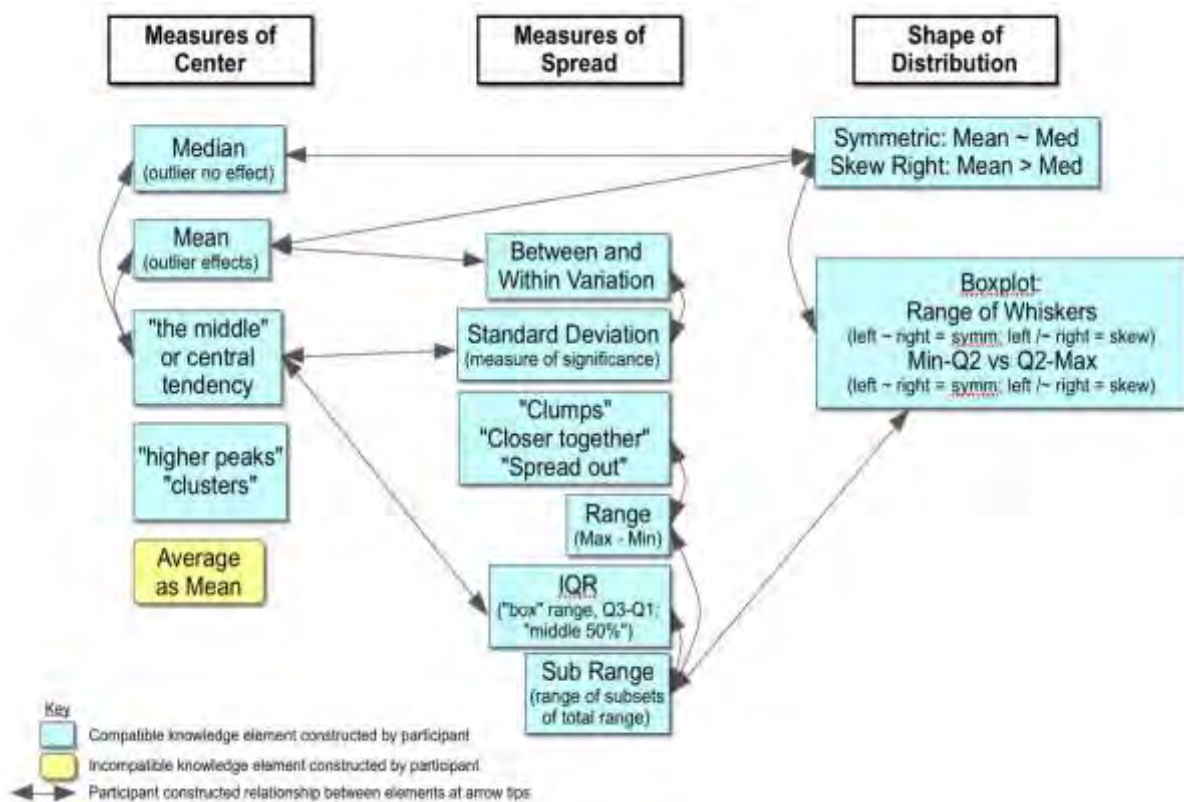 Measures of
Center
Measures of
Spread
Shape of
Distribution
Median
(outlier no effect)
Mean
(outlier effects)
"the middle"
or central
tendency
"higher peaks"
"clusters"
Average
as Mean
Between and
Within Variation
Standard Deviation
(measure of significance)
"Clumps"
"Closer together"
"Spread out"
Range
(Max - Min)
IQR
("box" range, Q3-Q1;
"middle 50%")
Sub Range
(range of subsets
of total range)
Symmetric: Mean ~ Med
Skew Right: Mean > Med
Boxplot:
Range of Whiskers
(left ~ right = symm; left /~ right = skew)
Min-Q2 vs Q2-Max
(left ~ right = symm; left /~ right = skew)
Key
Compatible knowledge element constructed by participant
Incompatible knowledge element constructed by participant
Participant constructed relationship between elements at arrow tips